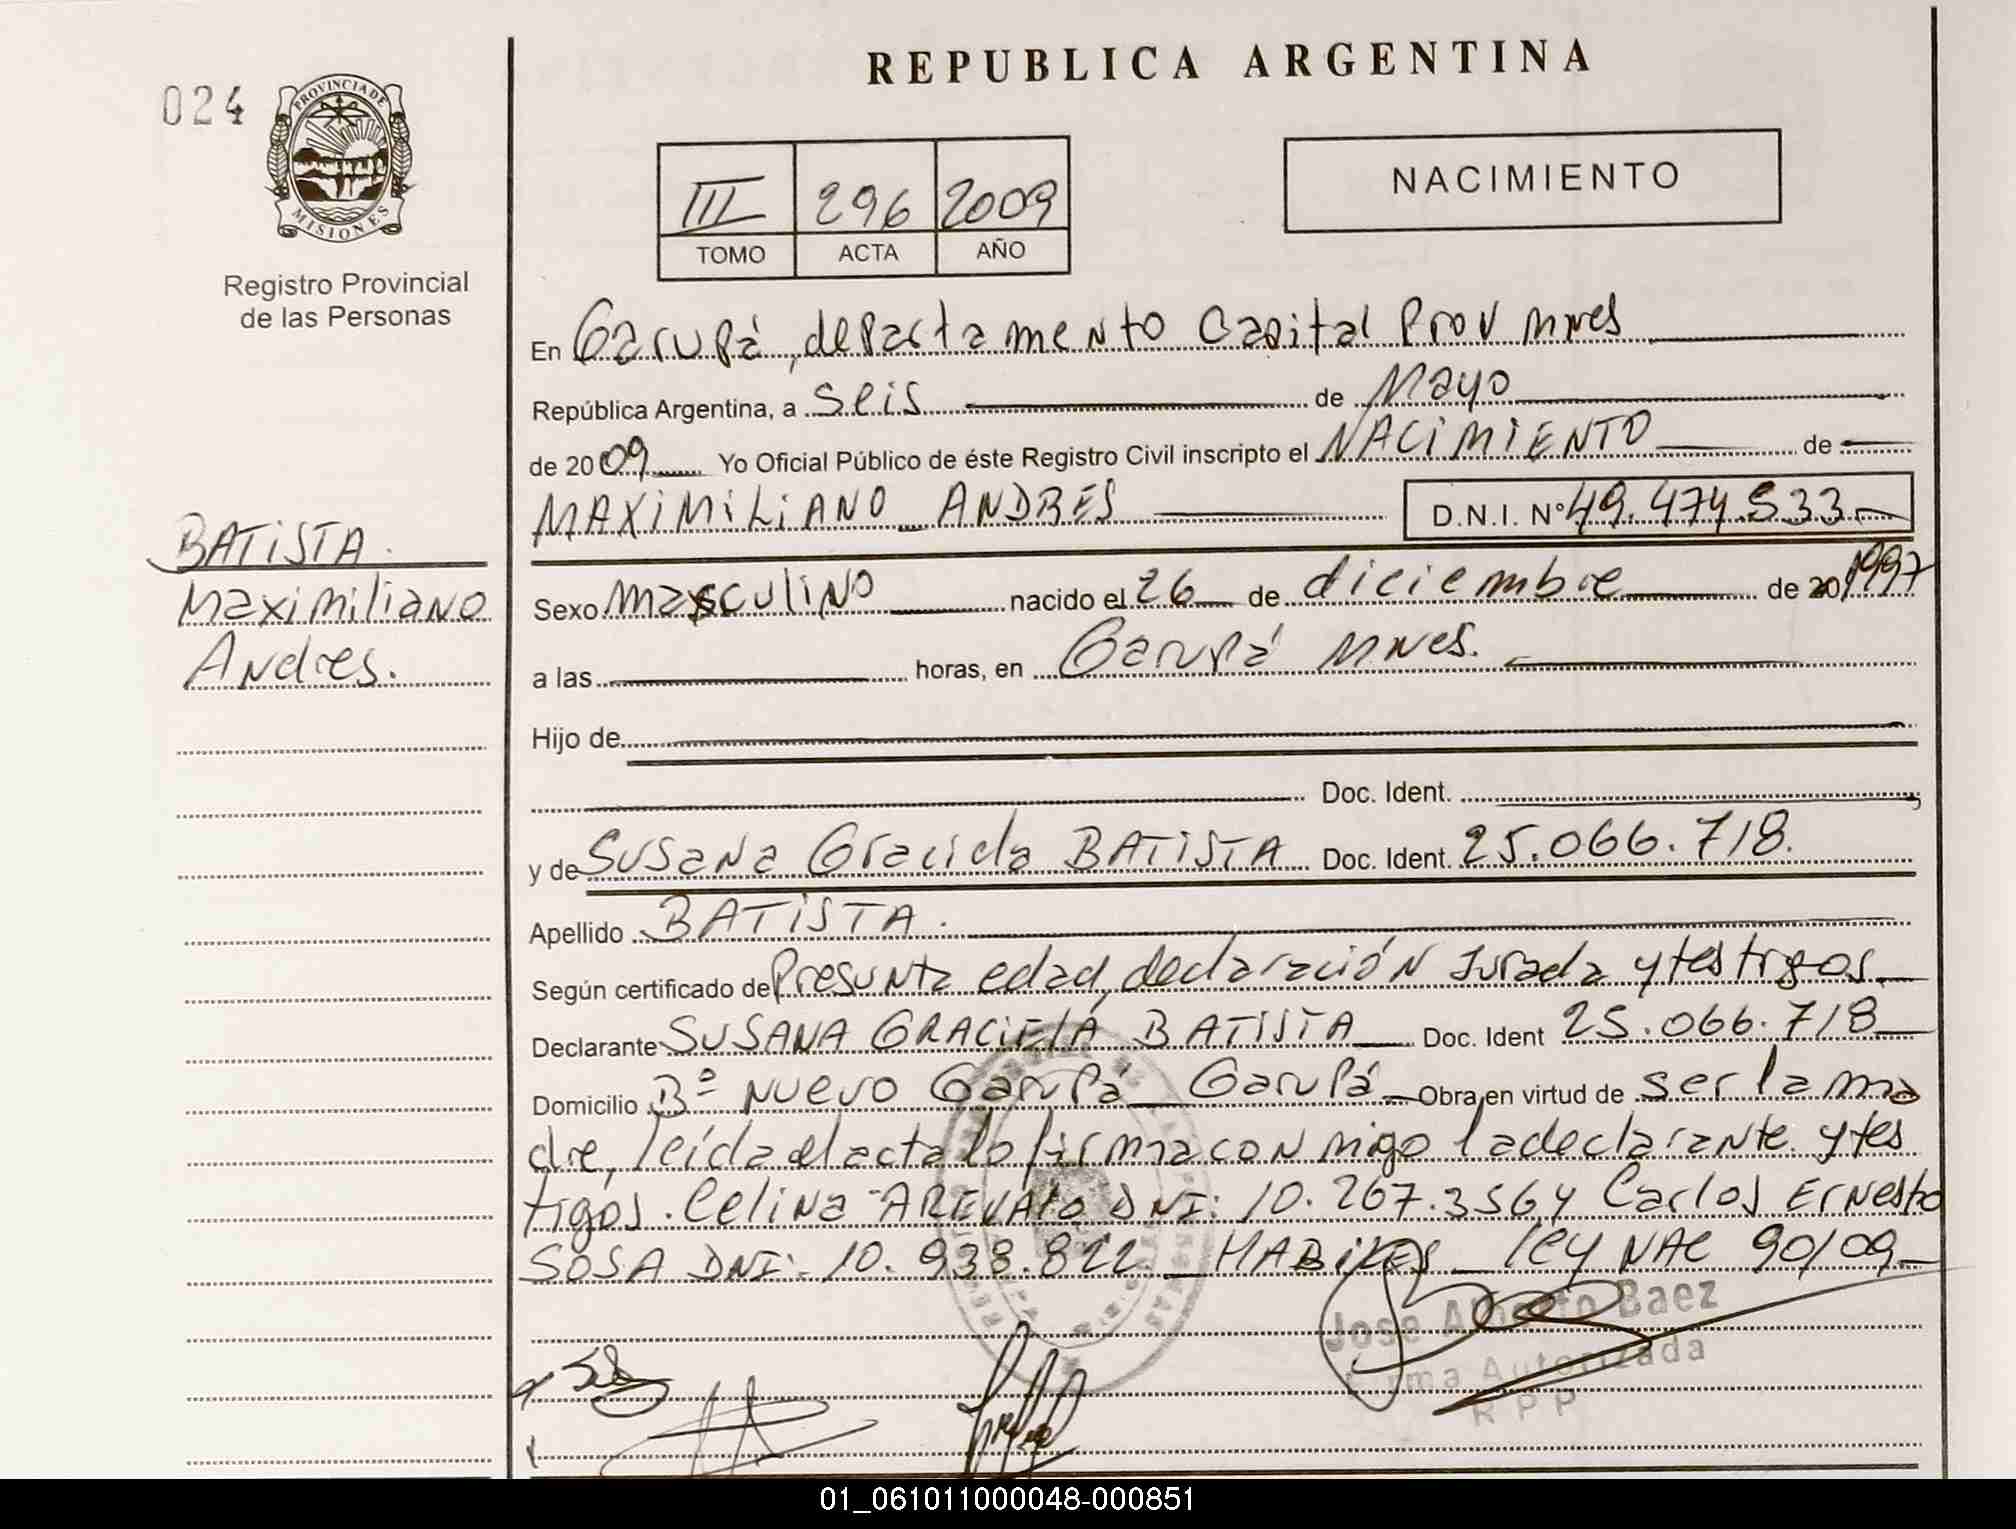 REPUBLICA ARGENTINA
024
PROVINCIA DE
MISIONES
Registro Provincial
de las Personas
III 296 2009
TOMO ACTA AÑO
NACIMIENTO
En Garupá, departamento Capital Prov Mnes
República Argentina, a seis de Mayo
de 2009 Yo Oficial Público de éste Registro Civil inscripto el NACIMIENTO de
MAXIMILIANO ANDRES D.N.I. Nº 49.474.533
BATISTA.
Maximiliano
Andres.
Sexo masculino nacido el 26 de diciembre de 20 1997
a las horas, en Garupá Mnes.
Hijo de
Doc. Ident.
y de Susana Graciela BATISTA Doc. Ident. 25.066.718.
Apellido BATISTA.
Según certificado de Presunta edad, declaración Jurada y testigos.
Declarante SUSANA GRACIELA BATISTA Doc. Ident 25.066.718
Domicilio Bº Nuevo Garupá Garupá Obra en virtud de ser la ma
dre, leída el acta lo firma conmigo la declarante y tes
tigos. Celina AREVALO DNI: 10.267.356 y Carlos Ernesto
SOSA DNI: 10.938.822 HABILES ley NAC 90/09
Jose Alberto Baez
Firma Autorizada
R P P
01_061011000048-000851